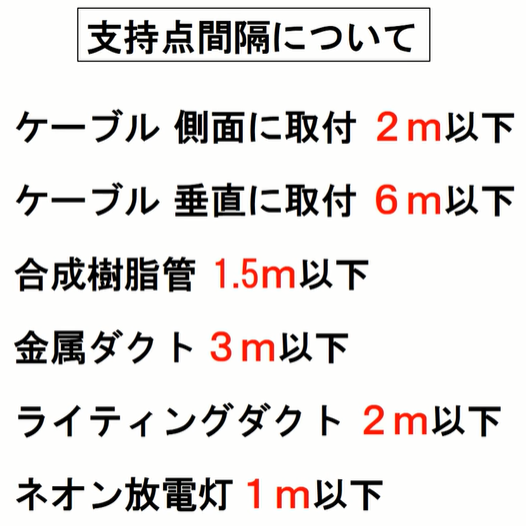 支持点間隔について
ケーブル 側面に取付 ２ｍ以下
ケーブル 垂直に取付 ６ｍ以下
合成樹脂管 1.5ｍ以下
金属ダクト ３ｍ以下
ライティングダクト ２ｍ以下
ネオン放電灯 １ｍ以下